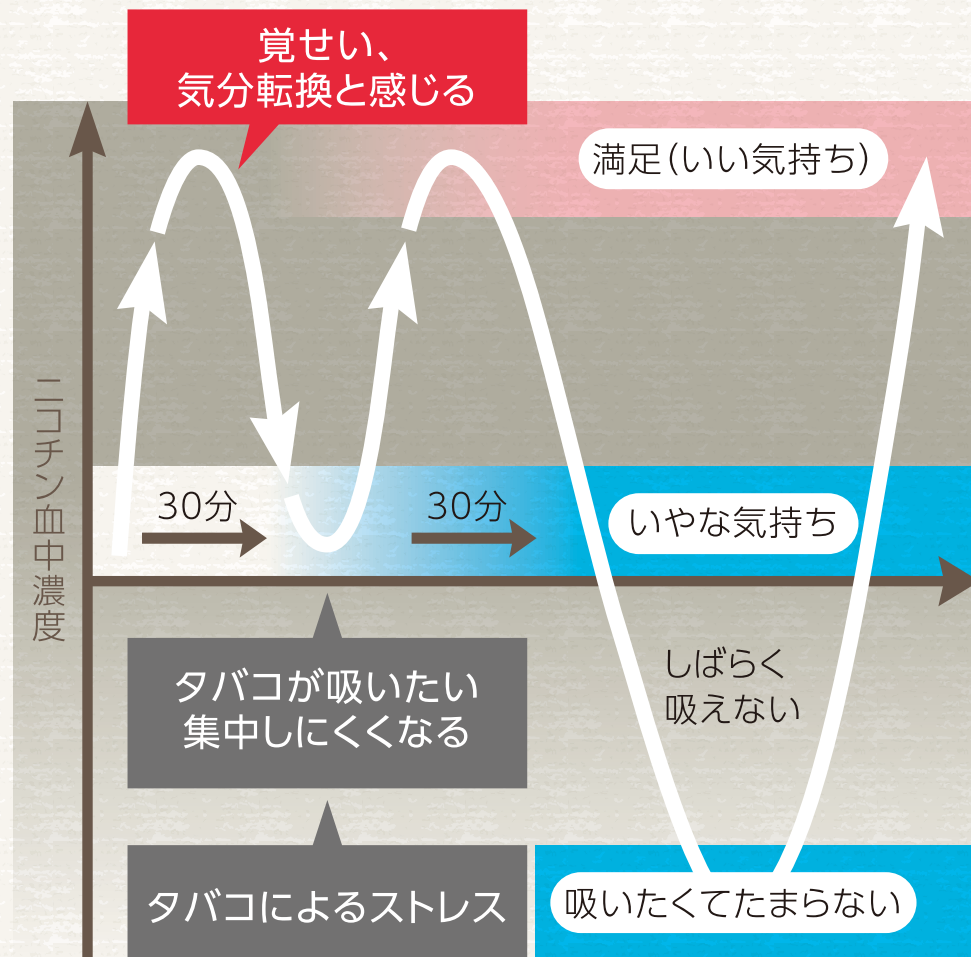 覚せい、
気分転換と感じる
満足(いい気持ち)
ニコチン血中濃度
30分
30分
いやな気持ち
タバコが吸いたい
集中しにくくなる
しばらく
吸えない
タバコによるストレス
吸いたくてたまらない